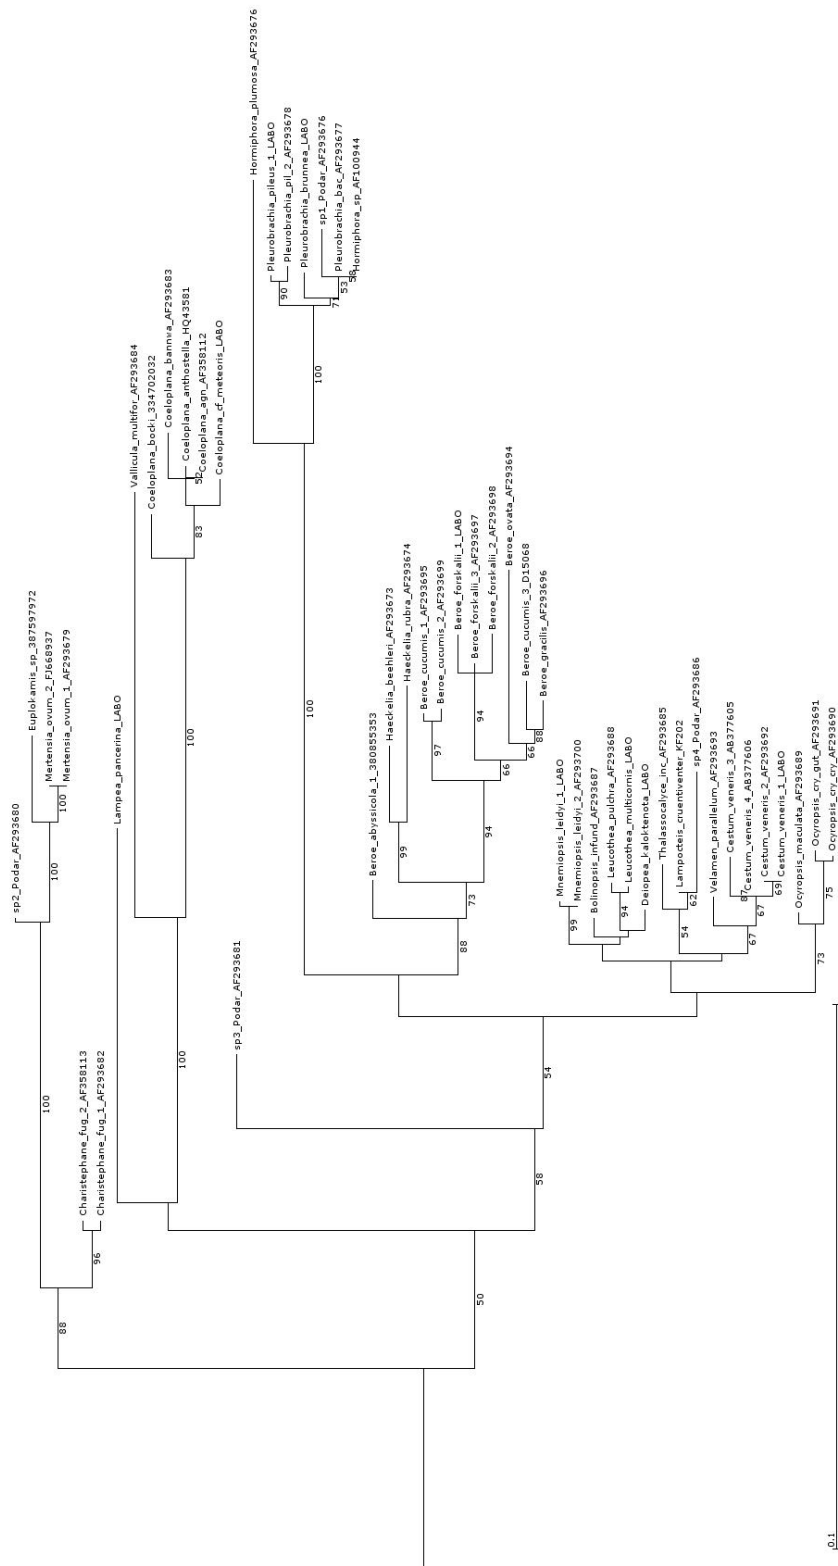 sp2_Podar_AF293680
Euplokamis_sp_387597972
Mertensia_ovum_2_FJ668937
Mertensia_ovum_1_AF293679
100
100
100
Charistephane_fug_2_AF358113
Charistephane_fug_1_AF293682
96
88
Lampea_pancerina_LABO
Vallicula_multifor_AF293684
Coeloplana_bocki_334702032
Coeloplana_anthostella_HQ43581
Coeloplana_agn_AF358112
Coeloplana_cf_meteoris_LABO
52
83
100
100
sp3_Podar_AF293681
Hormiphora_plumosa_AF293676
Pleurobrachia_pileus_1_LABO
Pleurobrachia_pil_2_AF293678
90
Pleurobrachia_brunnea_LABO
sp1_Podar_AF293676
Pleurobrachia_bac_AF293677
Hormiphora_sp_AF100944
58
53
71
100
100
Beroe_abyssicola_1_380855353
Haeckelia_beehleri_AF293673
Haeckelia_rubra_AF293674
99
Beroe_cucumis_1_AF293695
Beroe_cucumis_2_AF293699
97
Beroe_forskalii_1_LABO
Beroe_forskalii_3_AF293697
Beroe_forskalii_2_AF293698
94
Beroe_ovata_AF293694
Beroe_cucumis_3_D15068
Beroe_gracilis_AF293696
88
66
66
94
73
88
Mnemiopsis_leidyi_1_LABO
Mnemiopsis_leidyi_2_AF293700
99
Bolinopsis_infund_AF293687
Leucothea_pulchra_AF293688
Leucothea_multicornis_LABO
94
Deiopea_kaloktenota_LABO
Thalassocalyce_inc_AF293685
Lampocteis_cruentiventer_KF202
sp4_Podar_AF293686
62
54
Velamen_parallelum_AF293693
Cestum_veneris_3_AB377605
Cestum_veneris_4_AB377606
87
Cestum_veneris_2_AF293692
Cestum_veneris_1_LABO
69
67
67
Ocyropsis_maculata_AF293689
Ocyropsis_cry_gut_AF293691
Ocyropsis_cry_cry_AF293690
75
73
54
58
50
0.1